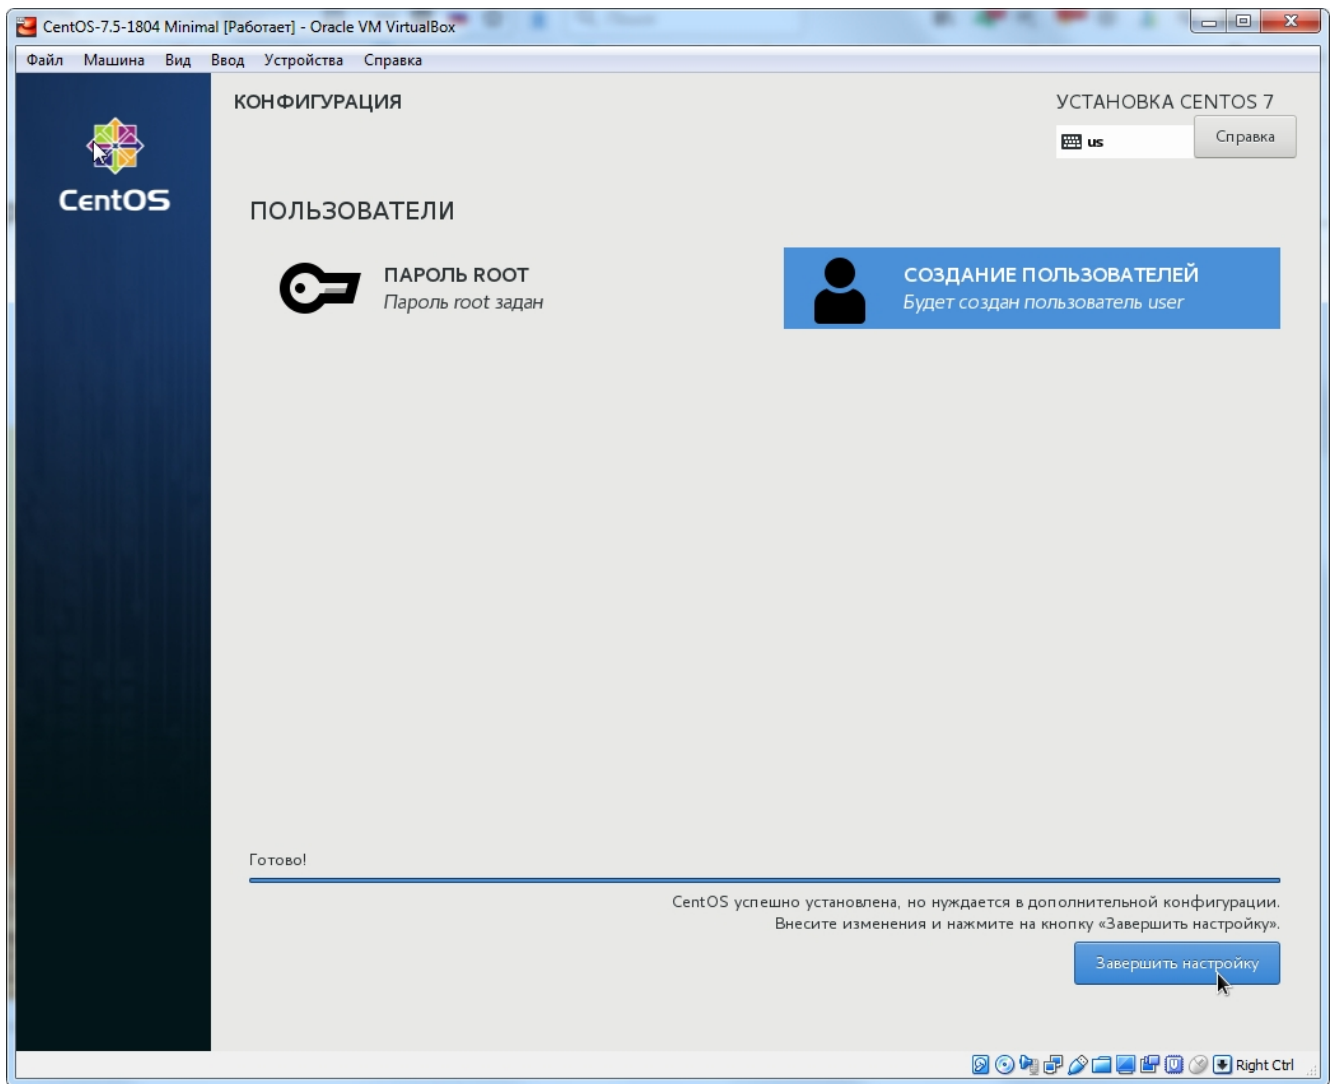 CentOS-7.5-1804 Minimal [Работает] - Oracle VM VirtualBox
Файл Машина Вид Ввод Устройства Справка
КОНФИГУРАЦИЯ
УСТАНОВКА CENTOS 7
us
Справка
CentOS
ПОЛЬЗОВАТЕЛИ
ПАРОЛЬ ROOT
Пароль root задан
СОЗДАНИЕ ПОЛЬЗОВАТЕЛЕЙ
Будет создан пользователь user
Готово!
CentOS успешно установлена, но нуждается в дополнительной конфигурации.
Внесите изменения и нажмите на кнопку «Завершить настройку».
Завершить настройку
Right Ctrl